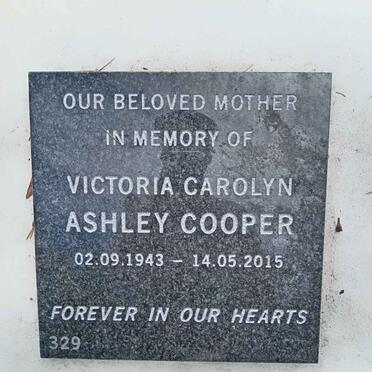 OUR BELOVED MOTHER
IN MEMORY OF
VICTORIA CAROLYN
ASHLEY COOPER
02.09.1943 – 14.05.2015
FOREVER IN OUR HEARTS
329